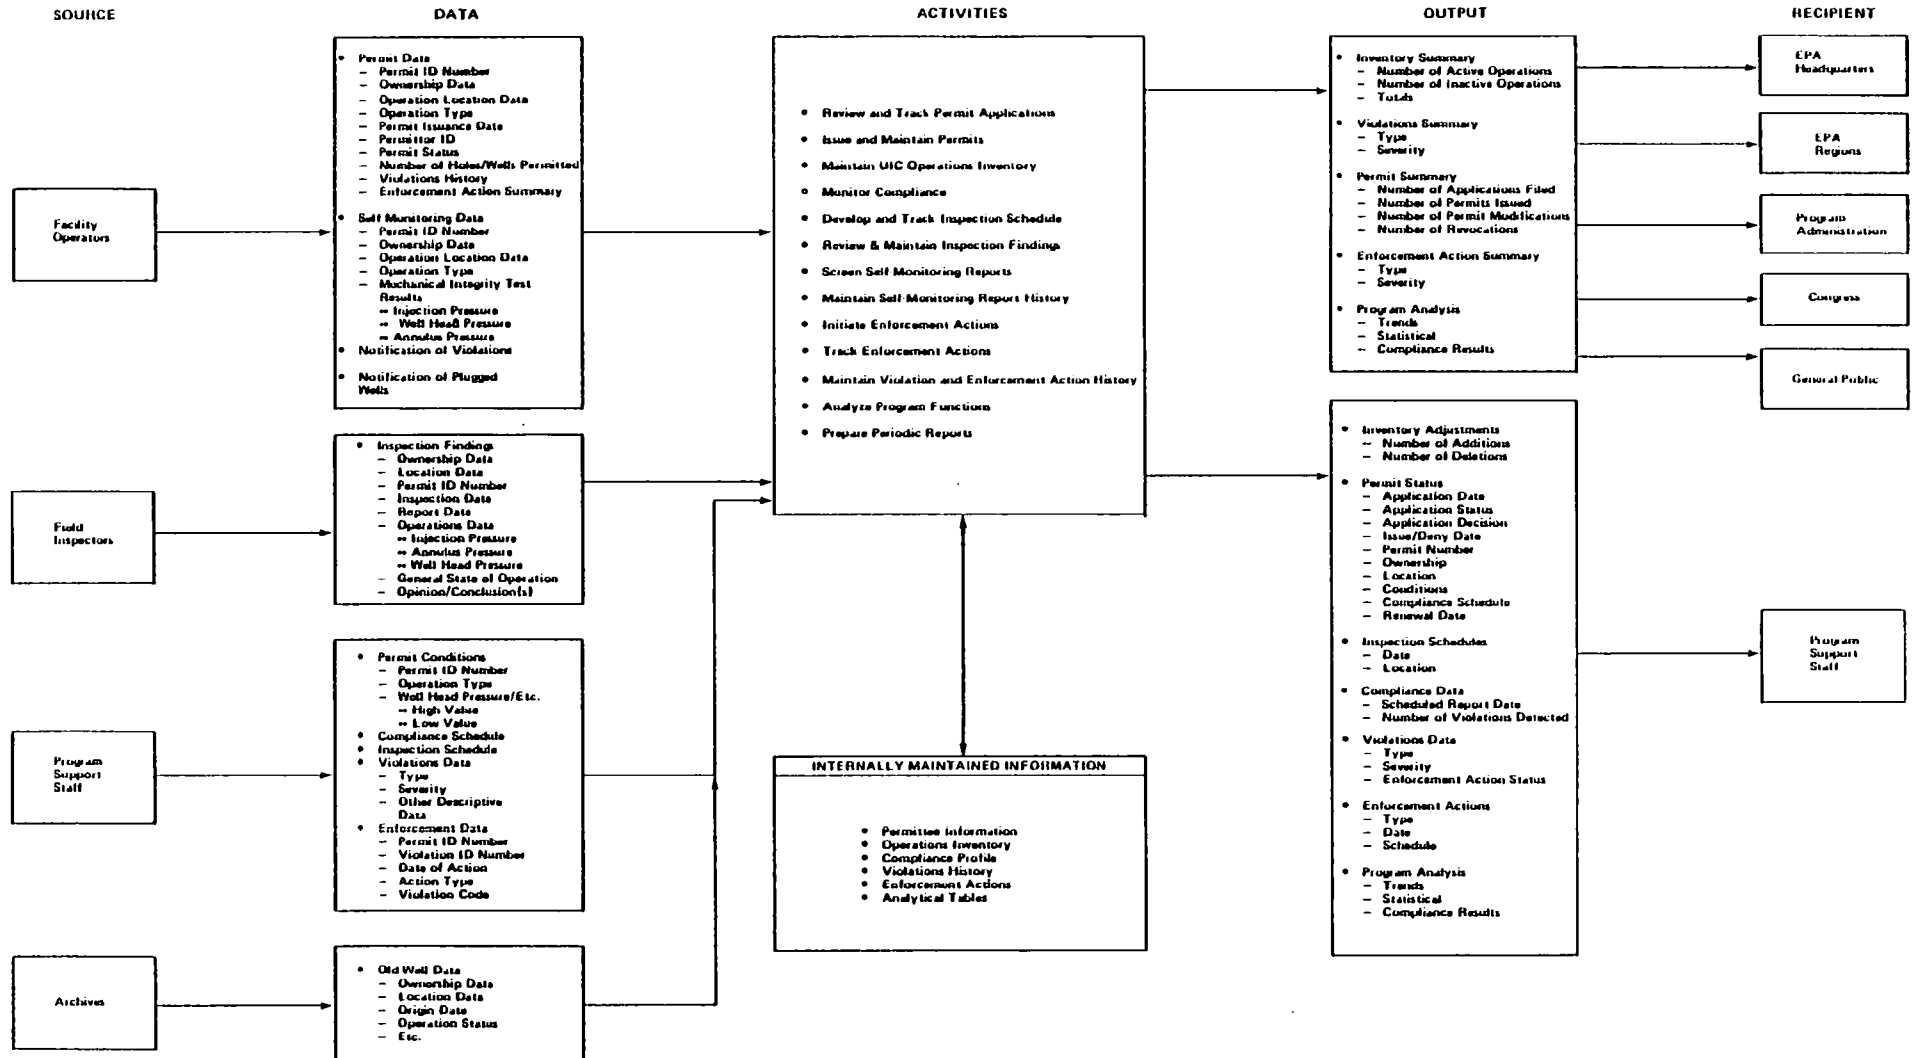 SOURCE
DATA
ACTIVITIES
OUTPUT
RECIPIENT
Facility
Operators
Field
Inspectors
Program
Support
Staff
Archives
• Permit Data
– Permit ID Number
– Ownership Data
– Operation Location Data
– Operation Type
– Permit Issuance Date
– Permittor ID
– Permit Status
– Number of Holes/Wells Permitted
– Violations History
– Enforcement Action Summary
• Self Monitoring Data
– Permit ID Number
– Ownership Data
– Operation Location Data
– Operation Type
– Mechanical Integrity Test
Results
-- Injection Pressure
-- Well Head Pressure
-- Annulus Pressure
• Notification of Violations
• Notification of Plugged
Wells
• Inspection Findings
– Ownership Data
– Location Data
– Permit ID Number
– Inspection Date
– Report Date
– Operations Data
-- Injection Pressure
-- Annulus Pressure
-- Well Head Pressure
– General State of Operation
– Opinion/Conclusion(s)
• Permit Conditions
– Permit ID Number
– Operation Type
– Well Head Pressure/Etc.
-- High Value
-- Low Value
• Compliance Schedule
• Inspection Schedule
• Violations Data
– Type
– Severity
– Other Descriptive
Data
• Enforcement Data
– Permit ID Number
– Violation ID Number
– Date of Action
– Action Type
– Violation Code
• Old Well Data
– Ownership Data
– Location Data
– Origin Date
– Operation Status
– Etc.
• Review and Track Permit Applications
• Issue and Maintain Permits
• Maintain UIC Operations Inventory
• Monitor Compliance
• Develop and Track Inspection Schedule
• Review & Maintain Inspection Findings
• Screen Self-Monitoring Reports
• Maintain Self-Monitoring Report History
• Initiate Enforcement Actions
• Track Enforcement Actions
• Maintain Violation and Enforcement Action History
• Analyze Program Functions
• Prepare Periodic Reports
INTERNALLY MAINTAINED INFORMATION
• Permittee Information
• Operations Inventory
• Compliance Profile
• Violations History
• Enforcement Actions
• Analytical Tables
• Inventory Summary
– Number of Active Operations
– Number of Inactive Operations
– Totals
• Violations Summary
– Type
– Severity
• Permit Summary
– Number of Applications Filed
– Number of Permits Issued
– Number of Permit Modifications
– Number of Revocations
• Enforcement Action Summary
– Type
– Severity
• Program Analysis
– Trends
– Statistical
– Compliance Results
• Inventory Adjustments
– Number of Additions
– Number of Deletions
• Permit Status
– Application Date
– Application Status
– Application Decision
– Issue/Deny Date
– Permit Number
– Ownership
– Location
– Conditions
– Compliance Schedule
– Renewal Date
• Inspection Schedules
– Date
– Location
• Compliance Data
– Scheduled Report Date
– Number of Violations Detected
• Violations Data
– Type
– Severity
– Enforcement Action Status
• Enforcement Actions
– Type
– Date
– Schedule
• Program Analysis
– Trends
– Statistical
– Compliance Results
EPA
Headquarters
EPA
Regions
Program
Administration
Congress
General Public
Program
Support
Staff